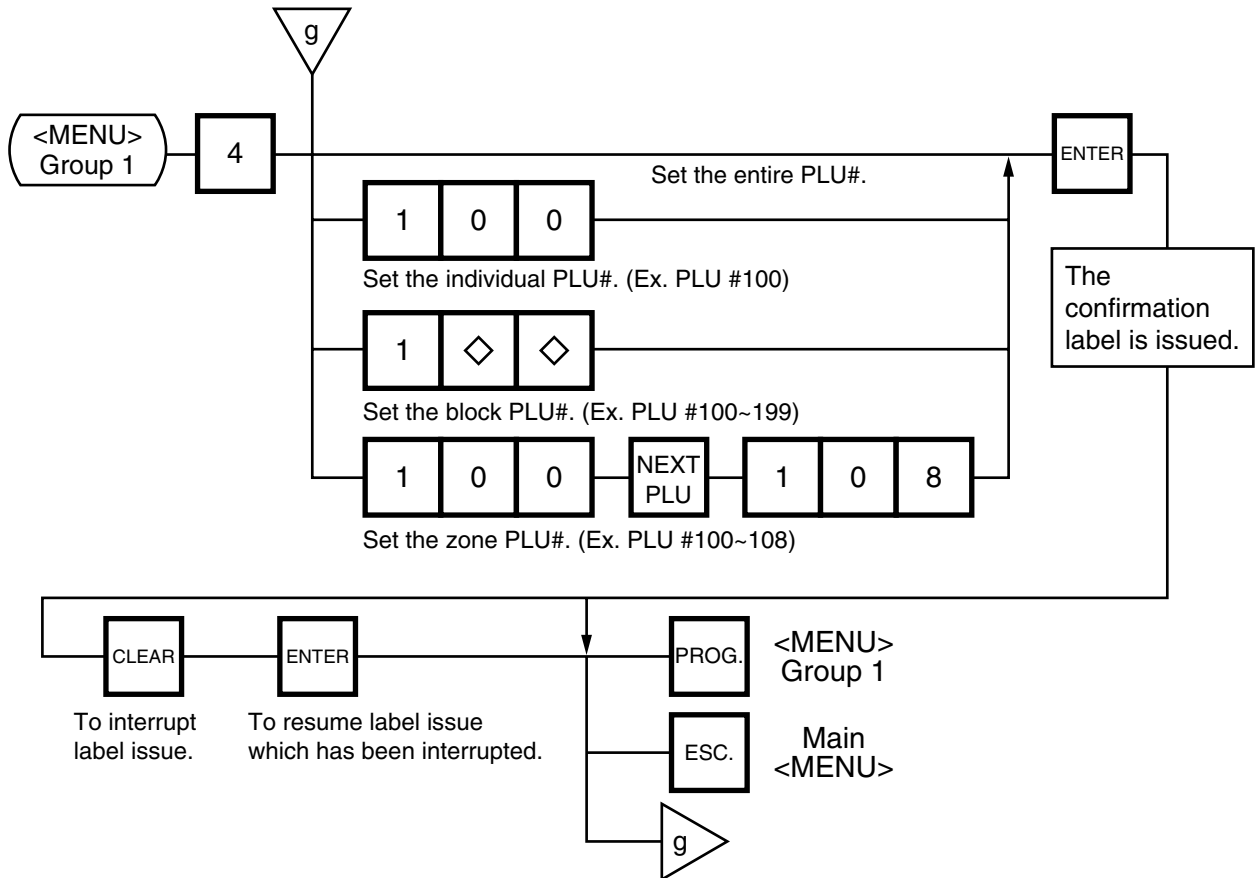 g
<MENU>
Group 1
4
ENTER
Set the entire PLU#.
1 0 0
Set the individual PLU#. (Ex. PLU #100)
The
confirmation
label is issued.
1 ◇ ◇
Set the block PLU#. (Ex. PLU #100~199)
1 0 0 NEXT PLU 1 0 8
Set the zone PLU#. (Ex. PLU #100~108)
CLEAR
ENTER
PROG.
<MENU>
Group 1
To interrupt
label issue.
To resume label issue
which has been interrupted.
ESC.
Main
<MENU>
g